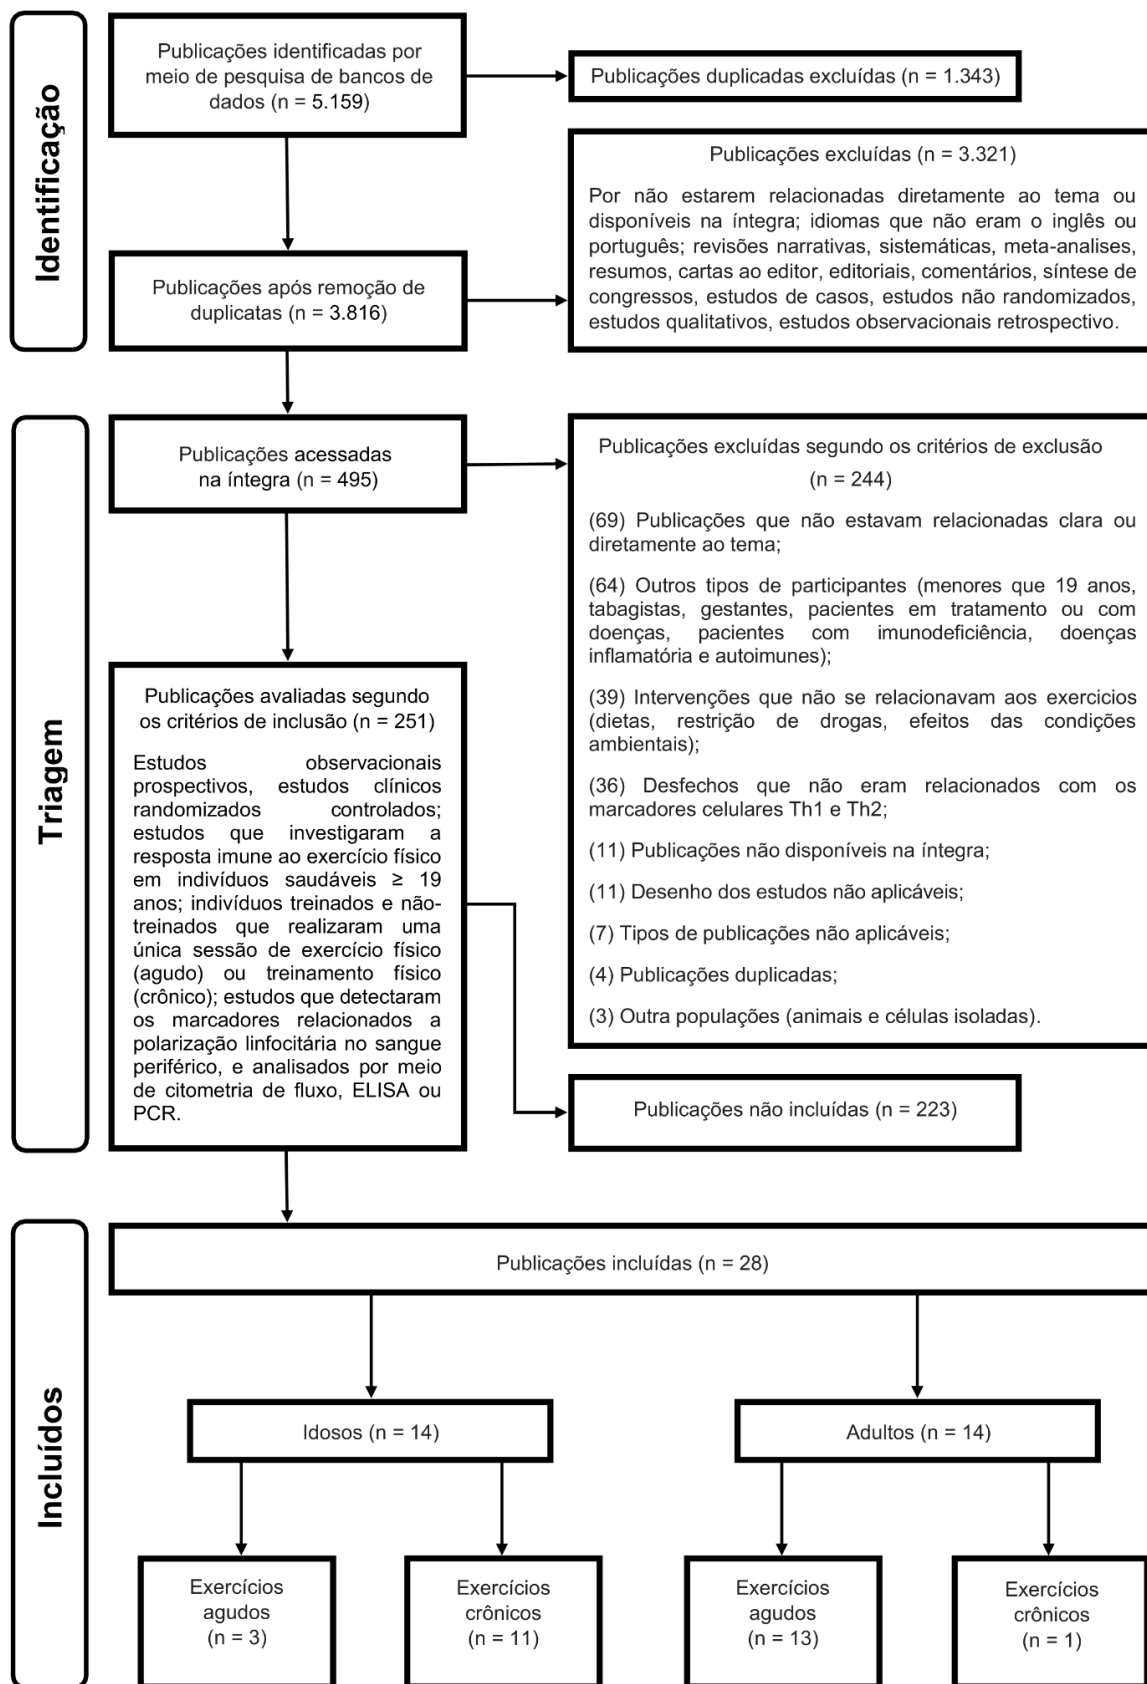 Identificação
Publicações identificadas por
meio de pesquisa de bancos de
dados (n = 5.159)
Publicações duplicadas excluídas (n = 1.343)
Publicações excluídas (n = 3.321)
Por não estarem relacionadas diretamente ao tema ou
disponíveis na íntegra; idiomas que não eram o inglês ou
português; revisões narrativas, sistemáticas, meta-analises,
resumos, cartas ao editor, editoriais, comentários, síntese de
congressos, estudos de casos, estudos não randomizados,
estudos qualitativos, estudos observacionais retrospectivo.
Publicações após remoção de
duplicatas (n = 3.816)
Triagem
Publicações acessadas
na íntegra (n = 495)
Publicações excluídas segundo os critérios de exclusão
(n = 244)
(69) Publicações que não estavam relacionadas clara ou
diretamente ao tema;
(64) Outros tipos de participantes (menores que 19 anos,
tabagistas, gestantes, pacientes em tratamento ou com
doenças, pacientes com imunodeficiência, doenças
inflamatória e autoimunes);
(39) Intervenções que não se relacionavam aos exercicios
(dietas, restrição de drogas, efeitos das condições
ambientais);
(36) Desfechos que não eram relacionados com os
marcadores celulares Th1 e Th2;
(11) Publicações não disponíveis na íntegra;
(11) Desenho dos estudos não aplicáveis;
(7) Tipos de publicações não aplicáveis;
(4) Publicações duplicadas;
(3) Outra populações (animais e células isoladas).
Publicações avaliadas segundo
os critérios de inclusão (n = 251)
Estudos observacionais
prospectivos, estudos clínicos
randomizados controlados;
estudos que investigaram a
resposta imune ao exercício físico
em indivíduos saudáveis ≥ 19
anos; indivíduos treinados e não-
treinados que realizaram uma
única sessão de exercício físico
(agudo) ou treinamento físico
(crônico); estudos que detectaram
os marcadores relacionados a
polarização linfocitária no sangue
periférico, e analisados por meio
de citometria de fluxo, ELISA ou
PCR.
Publicações não incluídas (n = 223)
Incluídos
Publicações incluídas (n = 28)
Idosos (n = 14)
Adultos (n = 14)
Exercícios
agudos
(n = 3)
Exercícios
crônicos
(n = 11)
Exercícios
agudos
(n = 13)
Exercícios
crônicos
(n = 1)